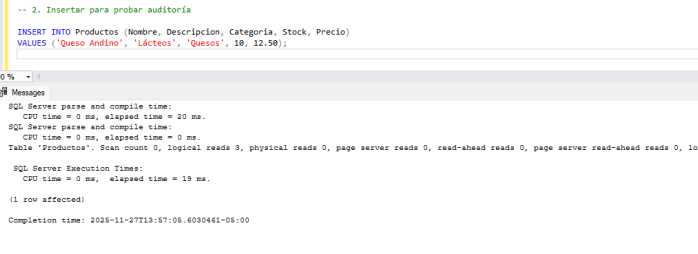 -- 2. Insertar para probar auditoría
INSERT INTO Productos (Nombre, Descripcion, Categoria, Stock, Precio)
VALUES ('Queso Andino', 'Lácteos', 'Quesos', 10, 12.50);
0 %
Messages
SQL Server parse and compile time:
CPU time = 0 ms, elapsed time = 20 ms.
SQL Server parse and compile time:
CPU time = 0 ms, elapsed time = 0 ms.
Table 'Productos'. Scan count 0, logical reads 3, physical reads 0, page server reads 0, read-ahead reads 0, page server read-ahead reads 0, lo
SQL Server Execution Times:
CPU time = 0 ms, elapsed time = 19 ms.
(1 row affected)
Completion time: 2025-11-27T13:57:05.6030461-05:00